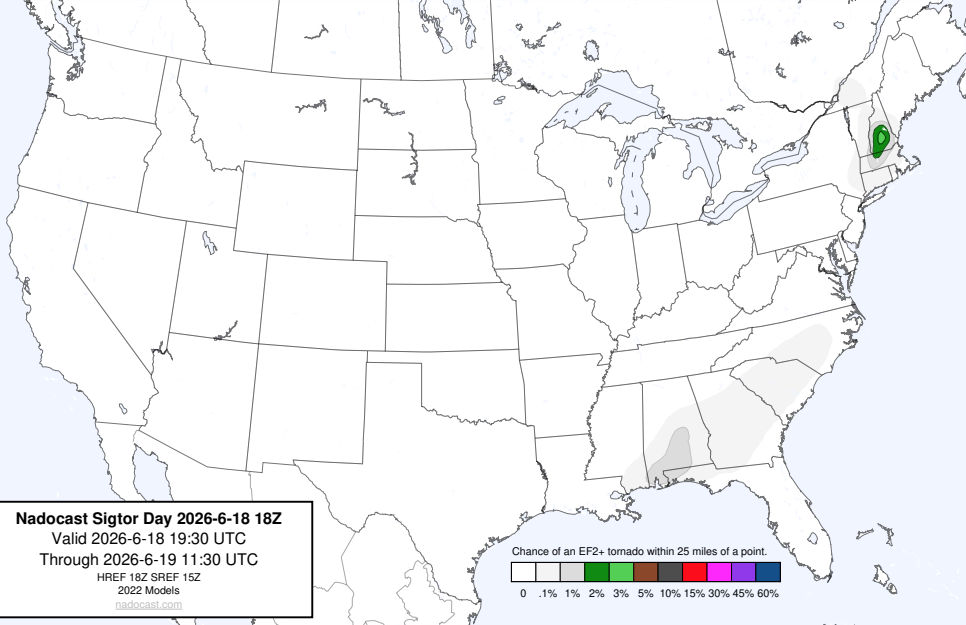 Nadocast Sigtor Day 2026-6-18 18Z
Valid 2026-6-18 19:30 UTC
Through 2026-6-19 11:30 UTC
HREF 18Z SREF 15Z
2022 Models
nadocast.com
Chance of an EF2+ tornado within 25 miles of a point.
0 .1% 1% 2% 3% 5% 10% 15% 30% 45% 60%